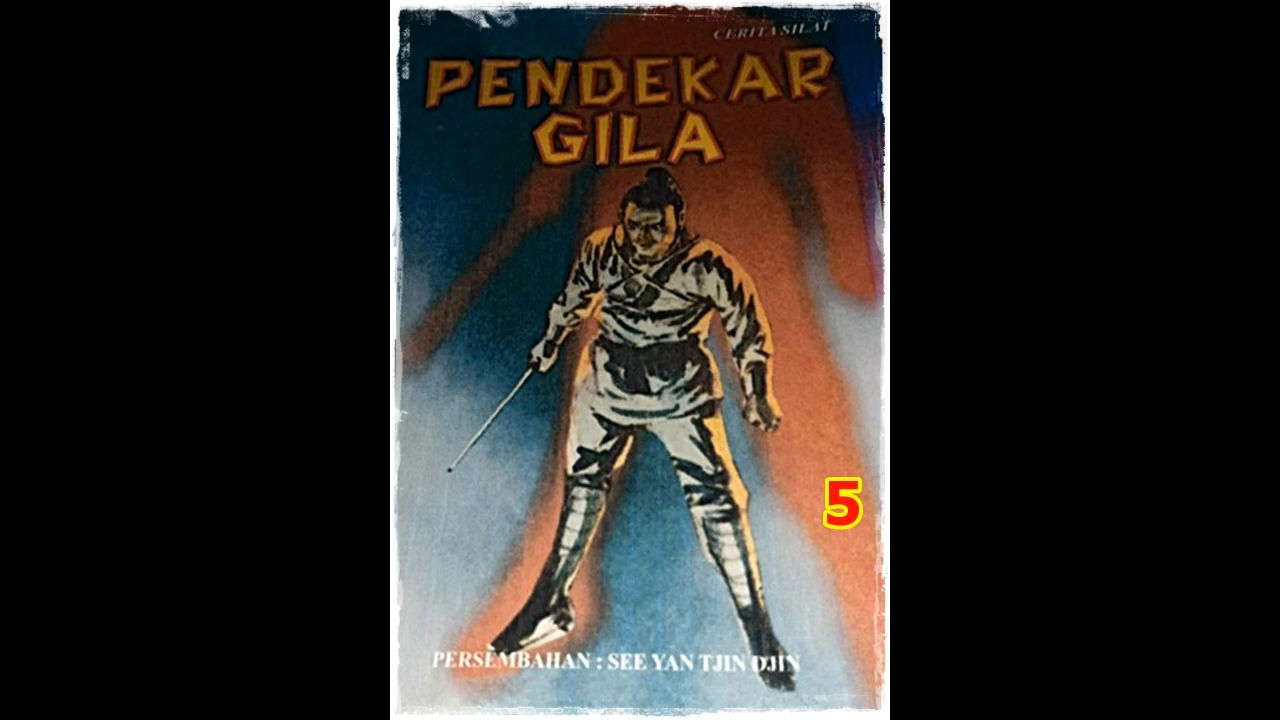 CERITA SILAT
PENDEKAR
GILA
5
PERSEMBAHAN : SEE YAN TJIN DJIN